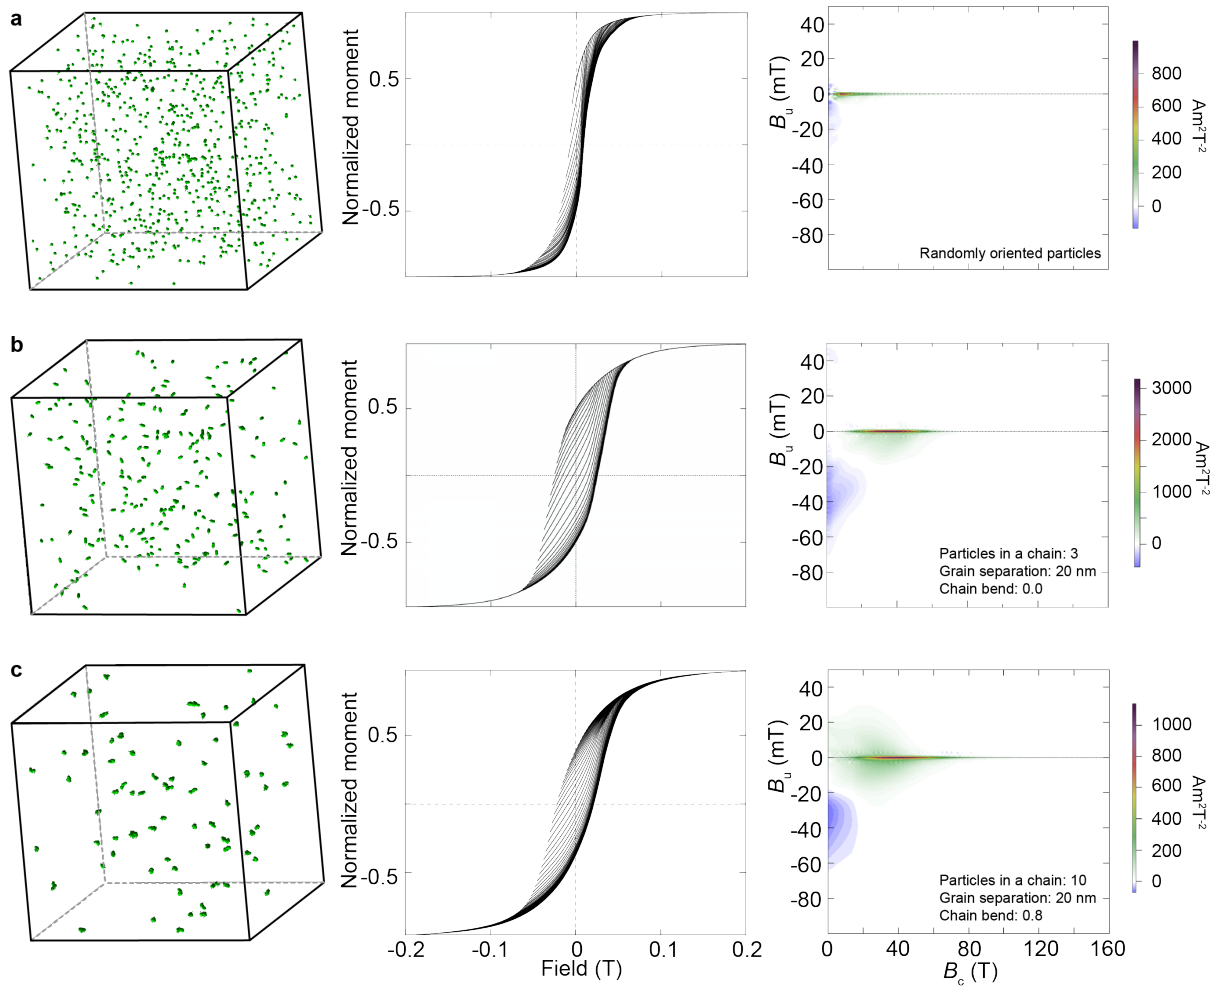 a
Normalized moment
0.5
-0.5
Bu (mT)
40
20
0
-20
-40
-60
-80
Randomly oriented particles
800
600
400
200
0
Am2T-2
b
Normalized moment
0.5
-0.5
Bu (mT)
40
20
0
-20
-40
-60
-80
Particles in a chain: 3
Grain separation: 20 nm
Chain bend: 0.0
3000
2000
1000
0
Am2T-2
c
Normalized moment
0.5
-0.5
-0.2 -0.1 0 0.1 0.2
Field (T)
Bu (mT)
40
20
0
-20
-40
-60
-80
Particles in a chain: 10
Grain separation: 20 nm
Chain bend: 0.8
0 40 80 120 160
Bc (T)
1000
800
600
400
200
0
Am2T-2